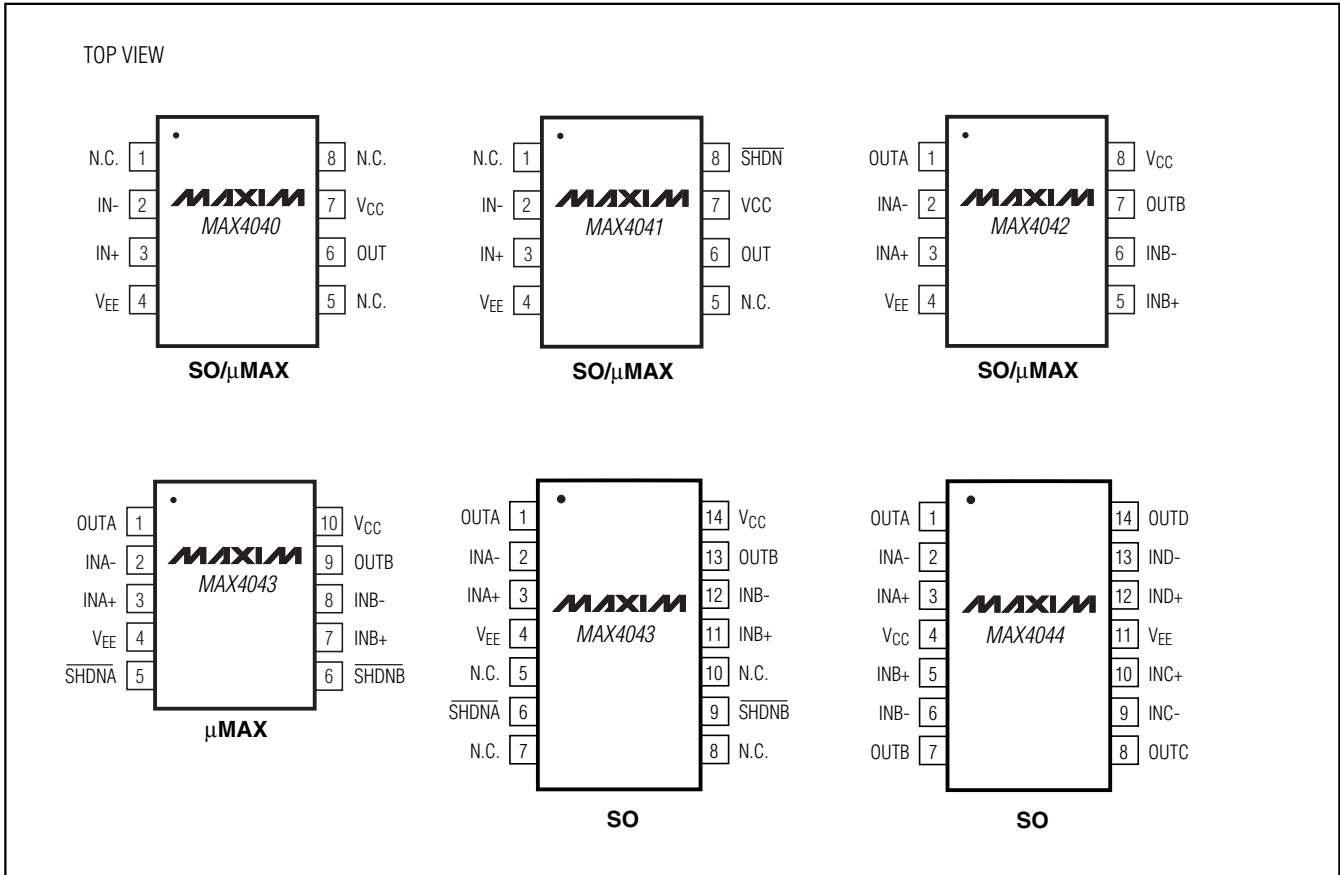 TOP VIEW
N.C. 1 8 N.C.
IN- 2 MAXIM 7 VCC
MAX4040
IN+ 3 6 OUT
VEE 4 5 N.C.
SO/μMAX
N.C. 1 8 SHDN
IN- 2 MAXIM 7 VCC
MAX4041
IN+ 3 6 OUT
VEE 4 5 N.C.
SO/μMAX
OUTA 1 8 VCC
INA- 2 MAXIM 7 OUTB
MAX4042
INA+ 3 6 INB-
VEE 4 5 INB+
SO/μMAX
OUTA 1 10 VCC
INA- 2 MAXIM 9 OUTB
MAX4043
INA+ 3 8 INB-
VEE 4 7 INB+
SHDNA 5 6 SHDNB
μMAX
OUTA 1 14 VCC
INA- 2 13 OUTB
INA+ 3 MAXIM 12 INB-
VEE 4 MAX4043 11 INB+
N.C. 5 10 N.C.
SHDNA 6 9 SHDNB
N.C. 7 8 N.C.
SO
OUTA 1 14 OUTD
INA- 2 13 IND-
INA+ 3 MAXIM 12 IND+
VCC 4 MAX4044 11 VEE
INB+ 5 10 INC+
INB- 6 9 INC-
OUTB 7 8 OUTC
SO